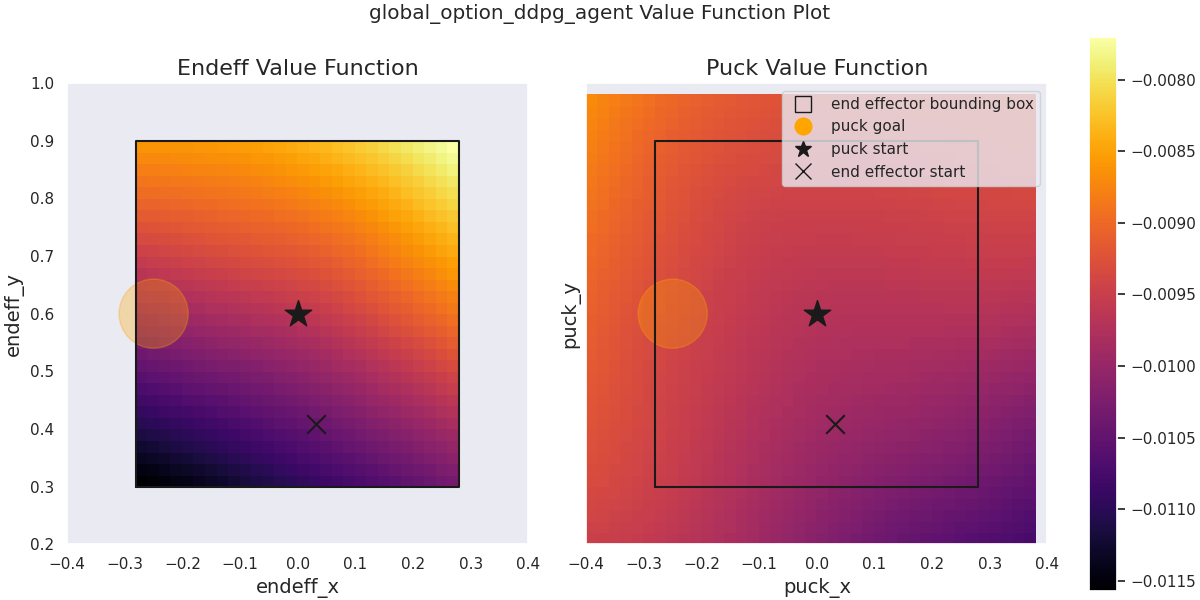 global_option_ddpg_agent Value Function Plot
Endeff Value Function
1.0
0.9
0.8
0.7
0.6
0.5
0.4
0.3
0.2
endeff_y
−0.4 −0.3 −0.2 −0.1 0.0 0.1 0.2 0.3 0.4
endeff_x
Puck Value Function
end effector bounding box
puck goal
puck start
end effector start
puck_y
−0.4 −0.3 −0.2 −0.1 0.0 0.1 0.2 0.3 0.4
puck_x
−0.0080
−0.0085
−0.0090
−0.0095
−0.0100
−0.0105
−0.0110
−0.0115